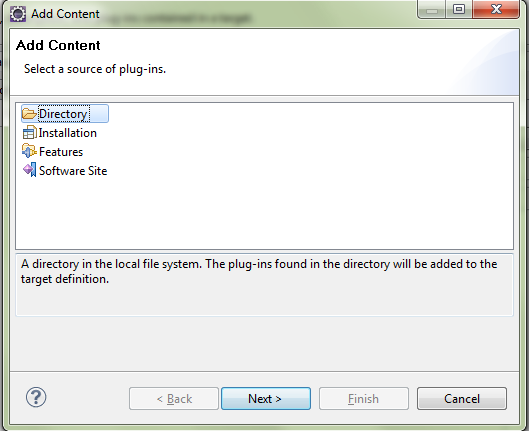 Add Content
Add Content
Select a source of plug-ins.
Directory
Installation
Features
Software Site
A directory in the local file system. The plug-ins found in the directory will be added to the
target definition.
< Back
Next >
Finish
Cancel